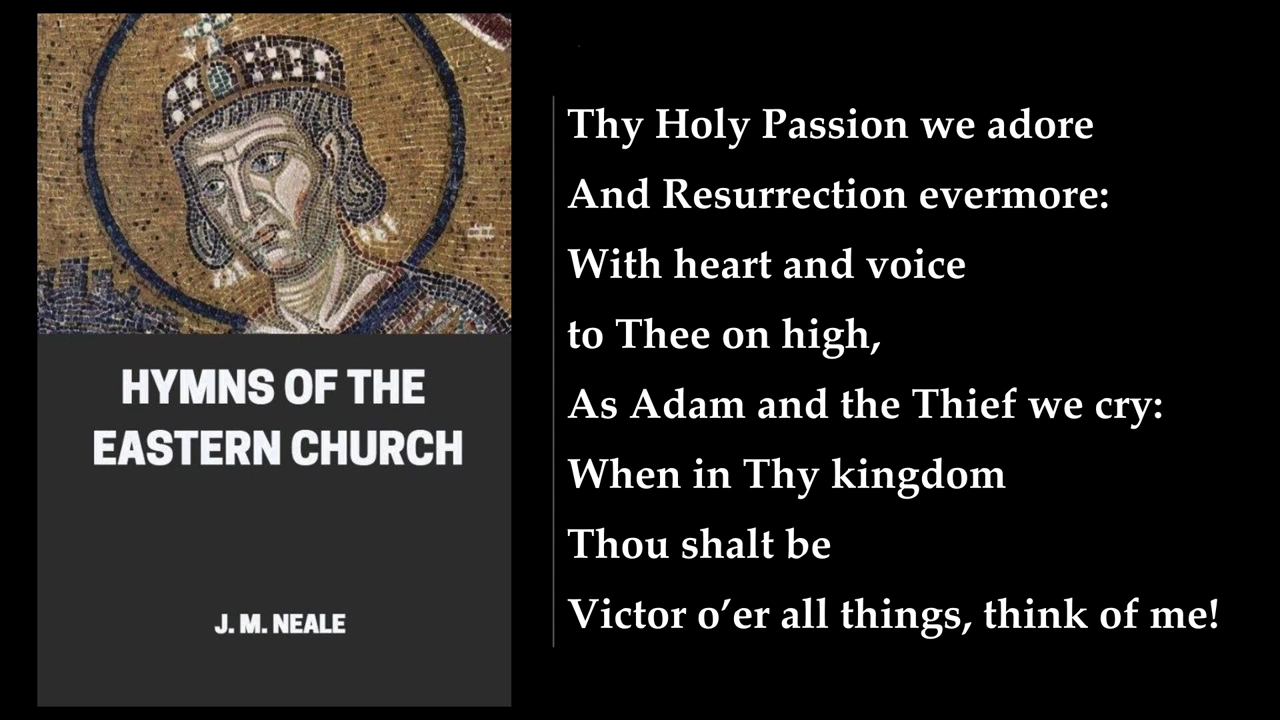 HYMNS OF THE
EASTERN CHURCH
J. M. NEALE
Thy Holy Passion we adore
And Resurrection evermore:
With heart and voice
to Thee on high,
As Adam and the Thief we cry:
When in Thy kingdom
Thou shalt be
Victor o’er all things, think of me!